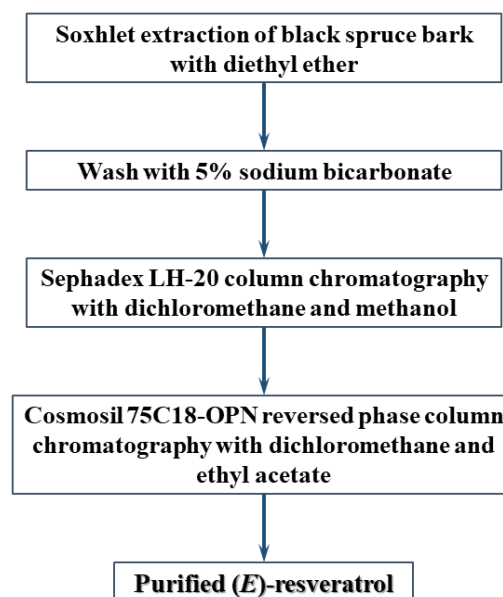 Soxhlet extraction of black spruce bark
with diethyl ether
Wash with 5% sodium bicarbonate
Sephadex LH-20 column chromatography
with dichloromethane and methanol
Cosmosil 75C18-OPN reversed phase column
chromatography with dichloromethane and
ethyl acetate
Purified (E)-resveratrol